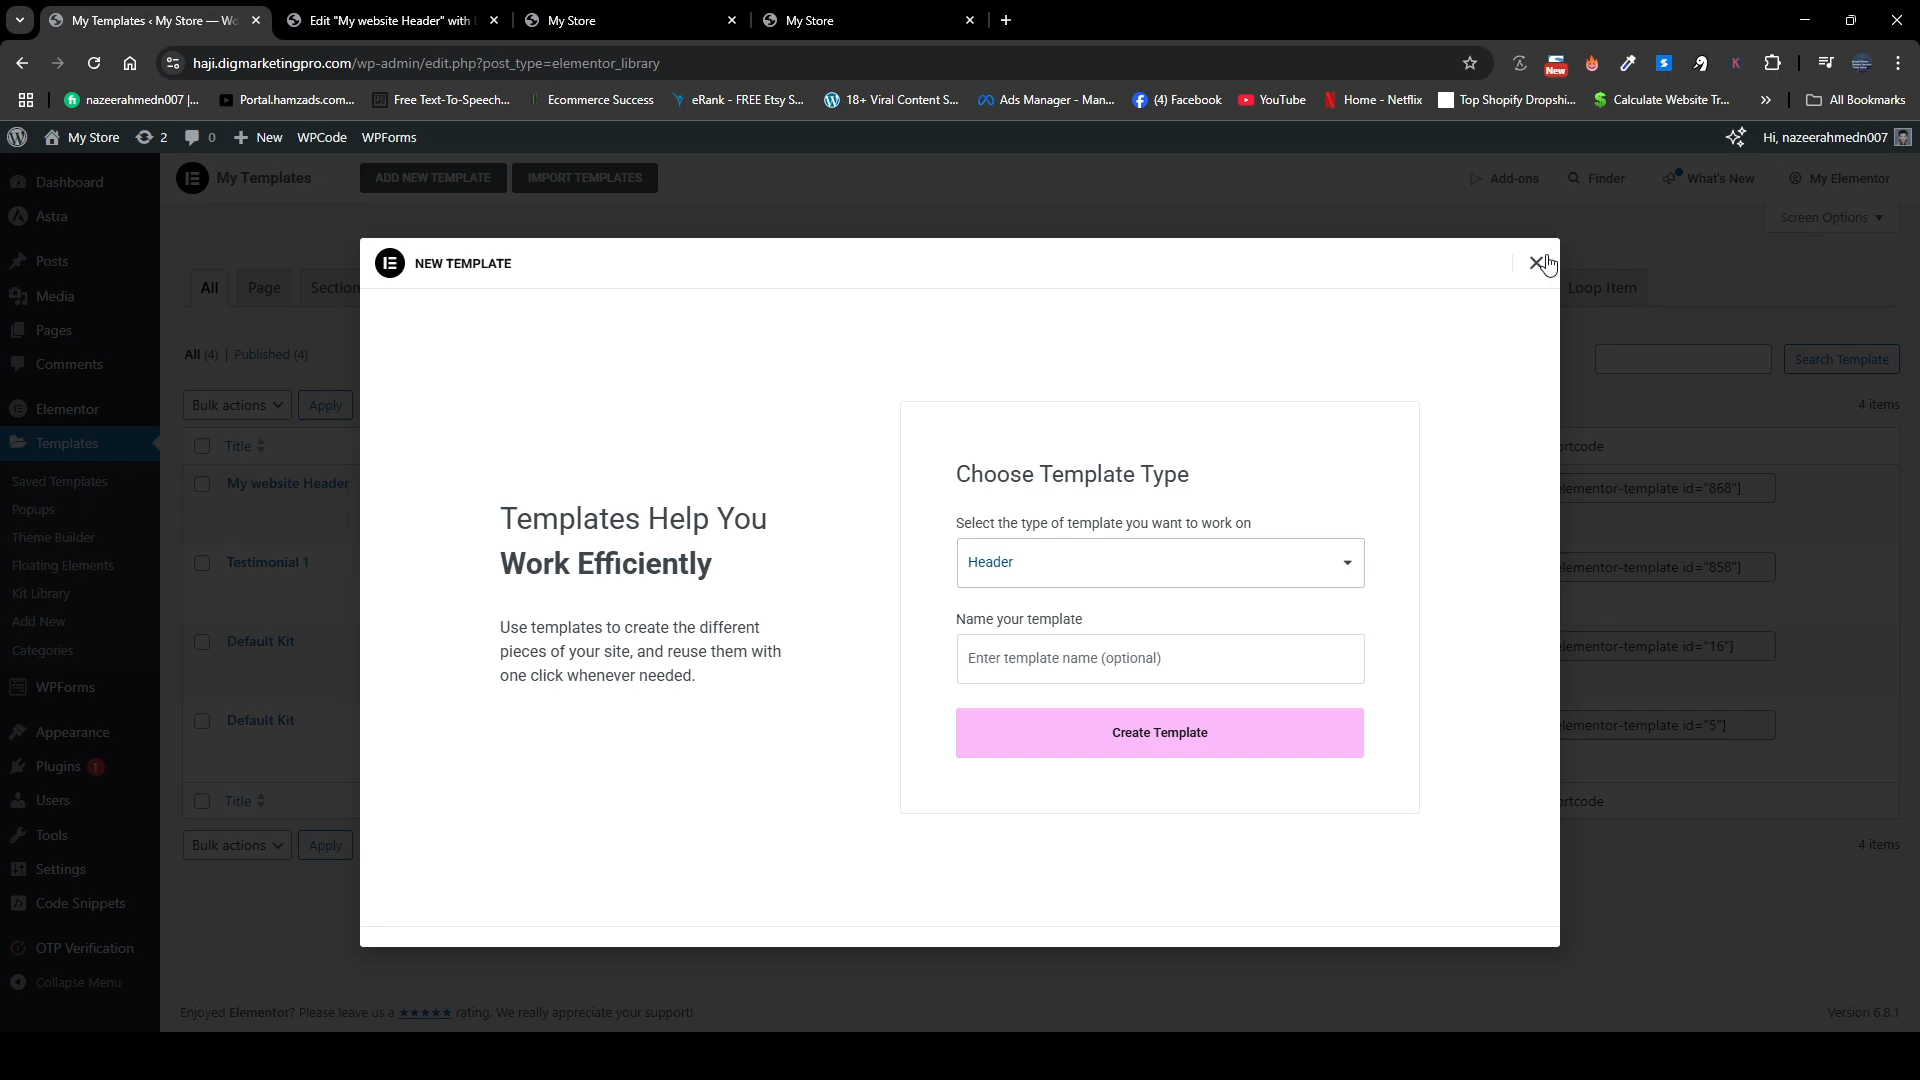 My Templates ‹ My Store — Wo
Edit "My website Header" with
My Store
My Store
haji.digmarketingpro.com/wp-admin/edit.php?post_type=elementor_library
New
nazeerahmedn007 |...
Portal.hamzads.com...
Free Text-To-Speech...
Ecommerce Success
eRank - FREE Etsy S...
18+ Viral Content S...
Ads Manager - Man...
(4) Facebook
YouTube
Home - Netflix
Top Shopify Dropshi...
Calculate Website Tr...
All Bookmarks
My Store
2
0
New
WPCode
WPForms
Hi, nazeerahmedn007
Dashboard
Astra
Posts
Media
Pages
Comments
Elementor
Templates
Saved Templates
Popups
Theme Builder
Floating Elements
Kit Library
Add New
Categories
WPForms
Appearance
Plugins 1
Users
Tools
Settings
Code Snippets
OTP Verification
Collapse Menu
My Templates
ADD NEW TEMPLATE
IMPORT TEMPLATES
Add-ons
Finder
What's New
My Elementor
Screen Options
All
Page
Section
Loop Item
All (4) | Published (4)
Search Template
Bulk actions
Apply
4 items
Title
My website Header
elementor-template id="868"]
Testimonial 1
elementor-template id="858"]
Default Kit
elementor-template id="16"]
Default Kit
elementor-template id="5"]
Title
Bulk actions
Apply
4 items
NEW TEMPLATE
Templates Help You
Work Efficiently
Use templates to create the different
pieces of your site, and reuse them with
one click whenever needed.
Choose Template Type
Select the type of template you want to work on
Header
Name your template
Enter template name (optional)
Create Template
Enjoyed Elementor? Please leave us a ★★★★★ rating. We really appreciate your support!
Version 6.8.1